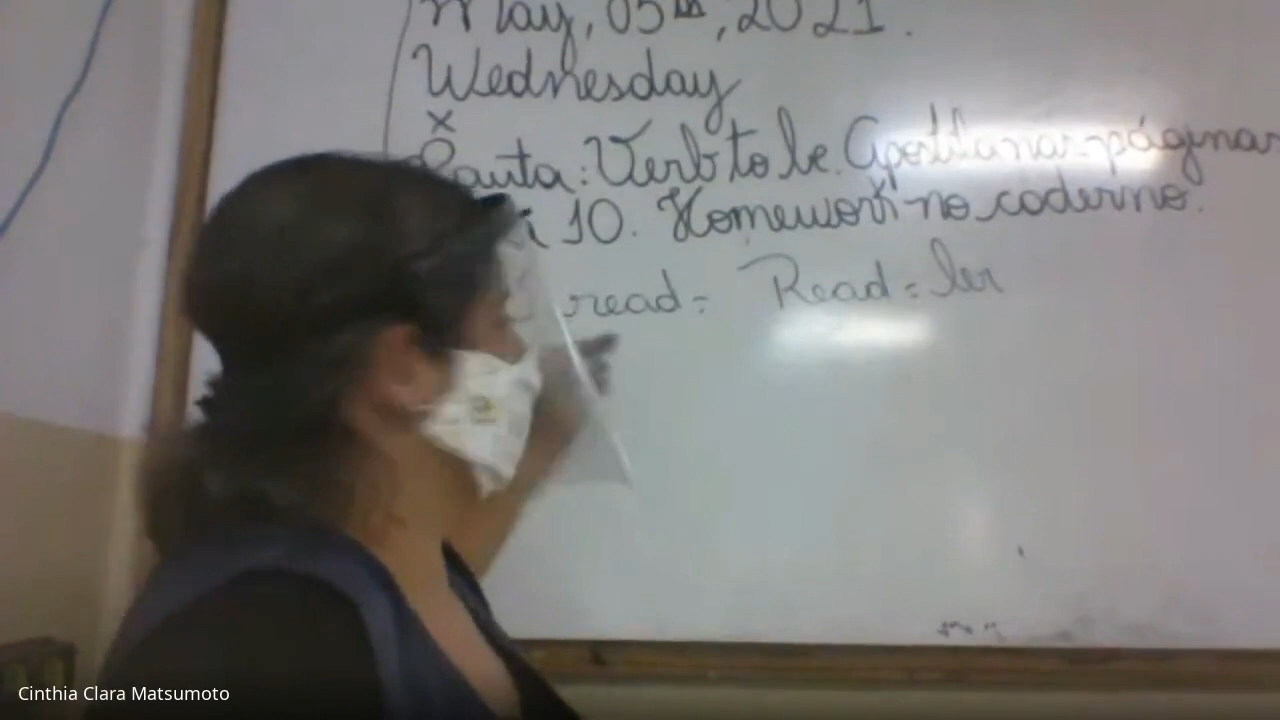 May, 05th, 2021.
Wednesday
x
Pauta: Verb to be. Apostila nas páginas
10. Homework no caderno.
read = Read = ler
Cinthia Clara Matsumoto